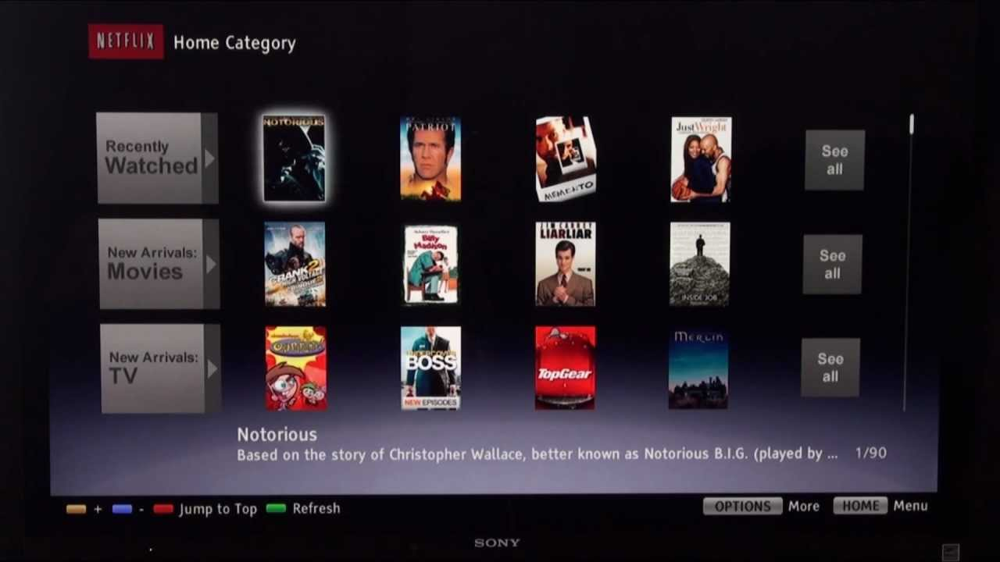 NETFLIX Home Category
Recently
Watched
NOTORIOUS
PATRIOT
MEMENTO
Just Wright
See
all
New Arrivals:
Movies
CRANK 2
HIGH VOLTAGE
Billy
Madison
JIM CARREY
LIAR LIAR
INSIDE JOB
See
all
New Arrivals:
TV
UNDERCOVER
BOSS
NEW EPISODES
TopGear
MERLIN
See
all
Notorious
Based on the story of Christopher Wallace, better known as Notorious B.I.G. (played by ... 1/90
+ - Jump to Top Refresh OPTIONS More HOME Menu
SONY